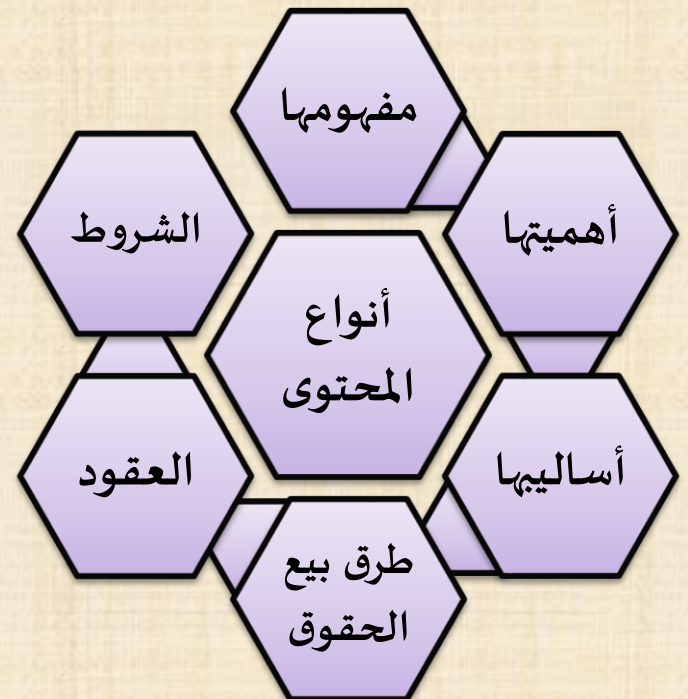 مفهومها
أهميتها
أساليبها
طرق بيع
الحقوق
العقود
الشروط
أنواع
المحتوى